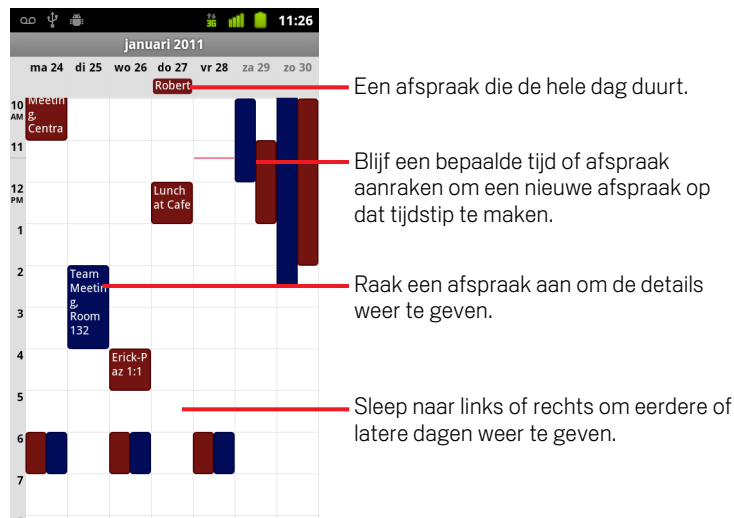 3G 11:26
januari 2011
ma 24 di 25 wo 26 do 27 vr 28 za 29 zo 30
Robert
Een afspraak die de hele dag duurt.
10
AM
Meetin
g,
Centra
11
Blijf een bepaalde tijd of afspraak
aanraken om een nieuwe afspraak op
dat tijdstip te maken.
12
PM
Lunch
at Cafe
1
2
Team
Meetin
g,
Room
132
Raak een afspraak aan om de details
weer te geven.
3
4
Erick-P
az 1:1
5
Sleep naar links of rechts om eerdere of
latere dagen weer te geven.
6
7